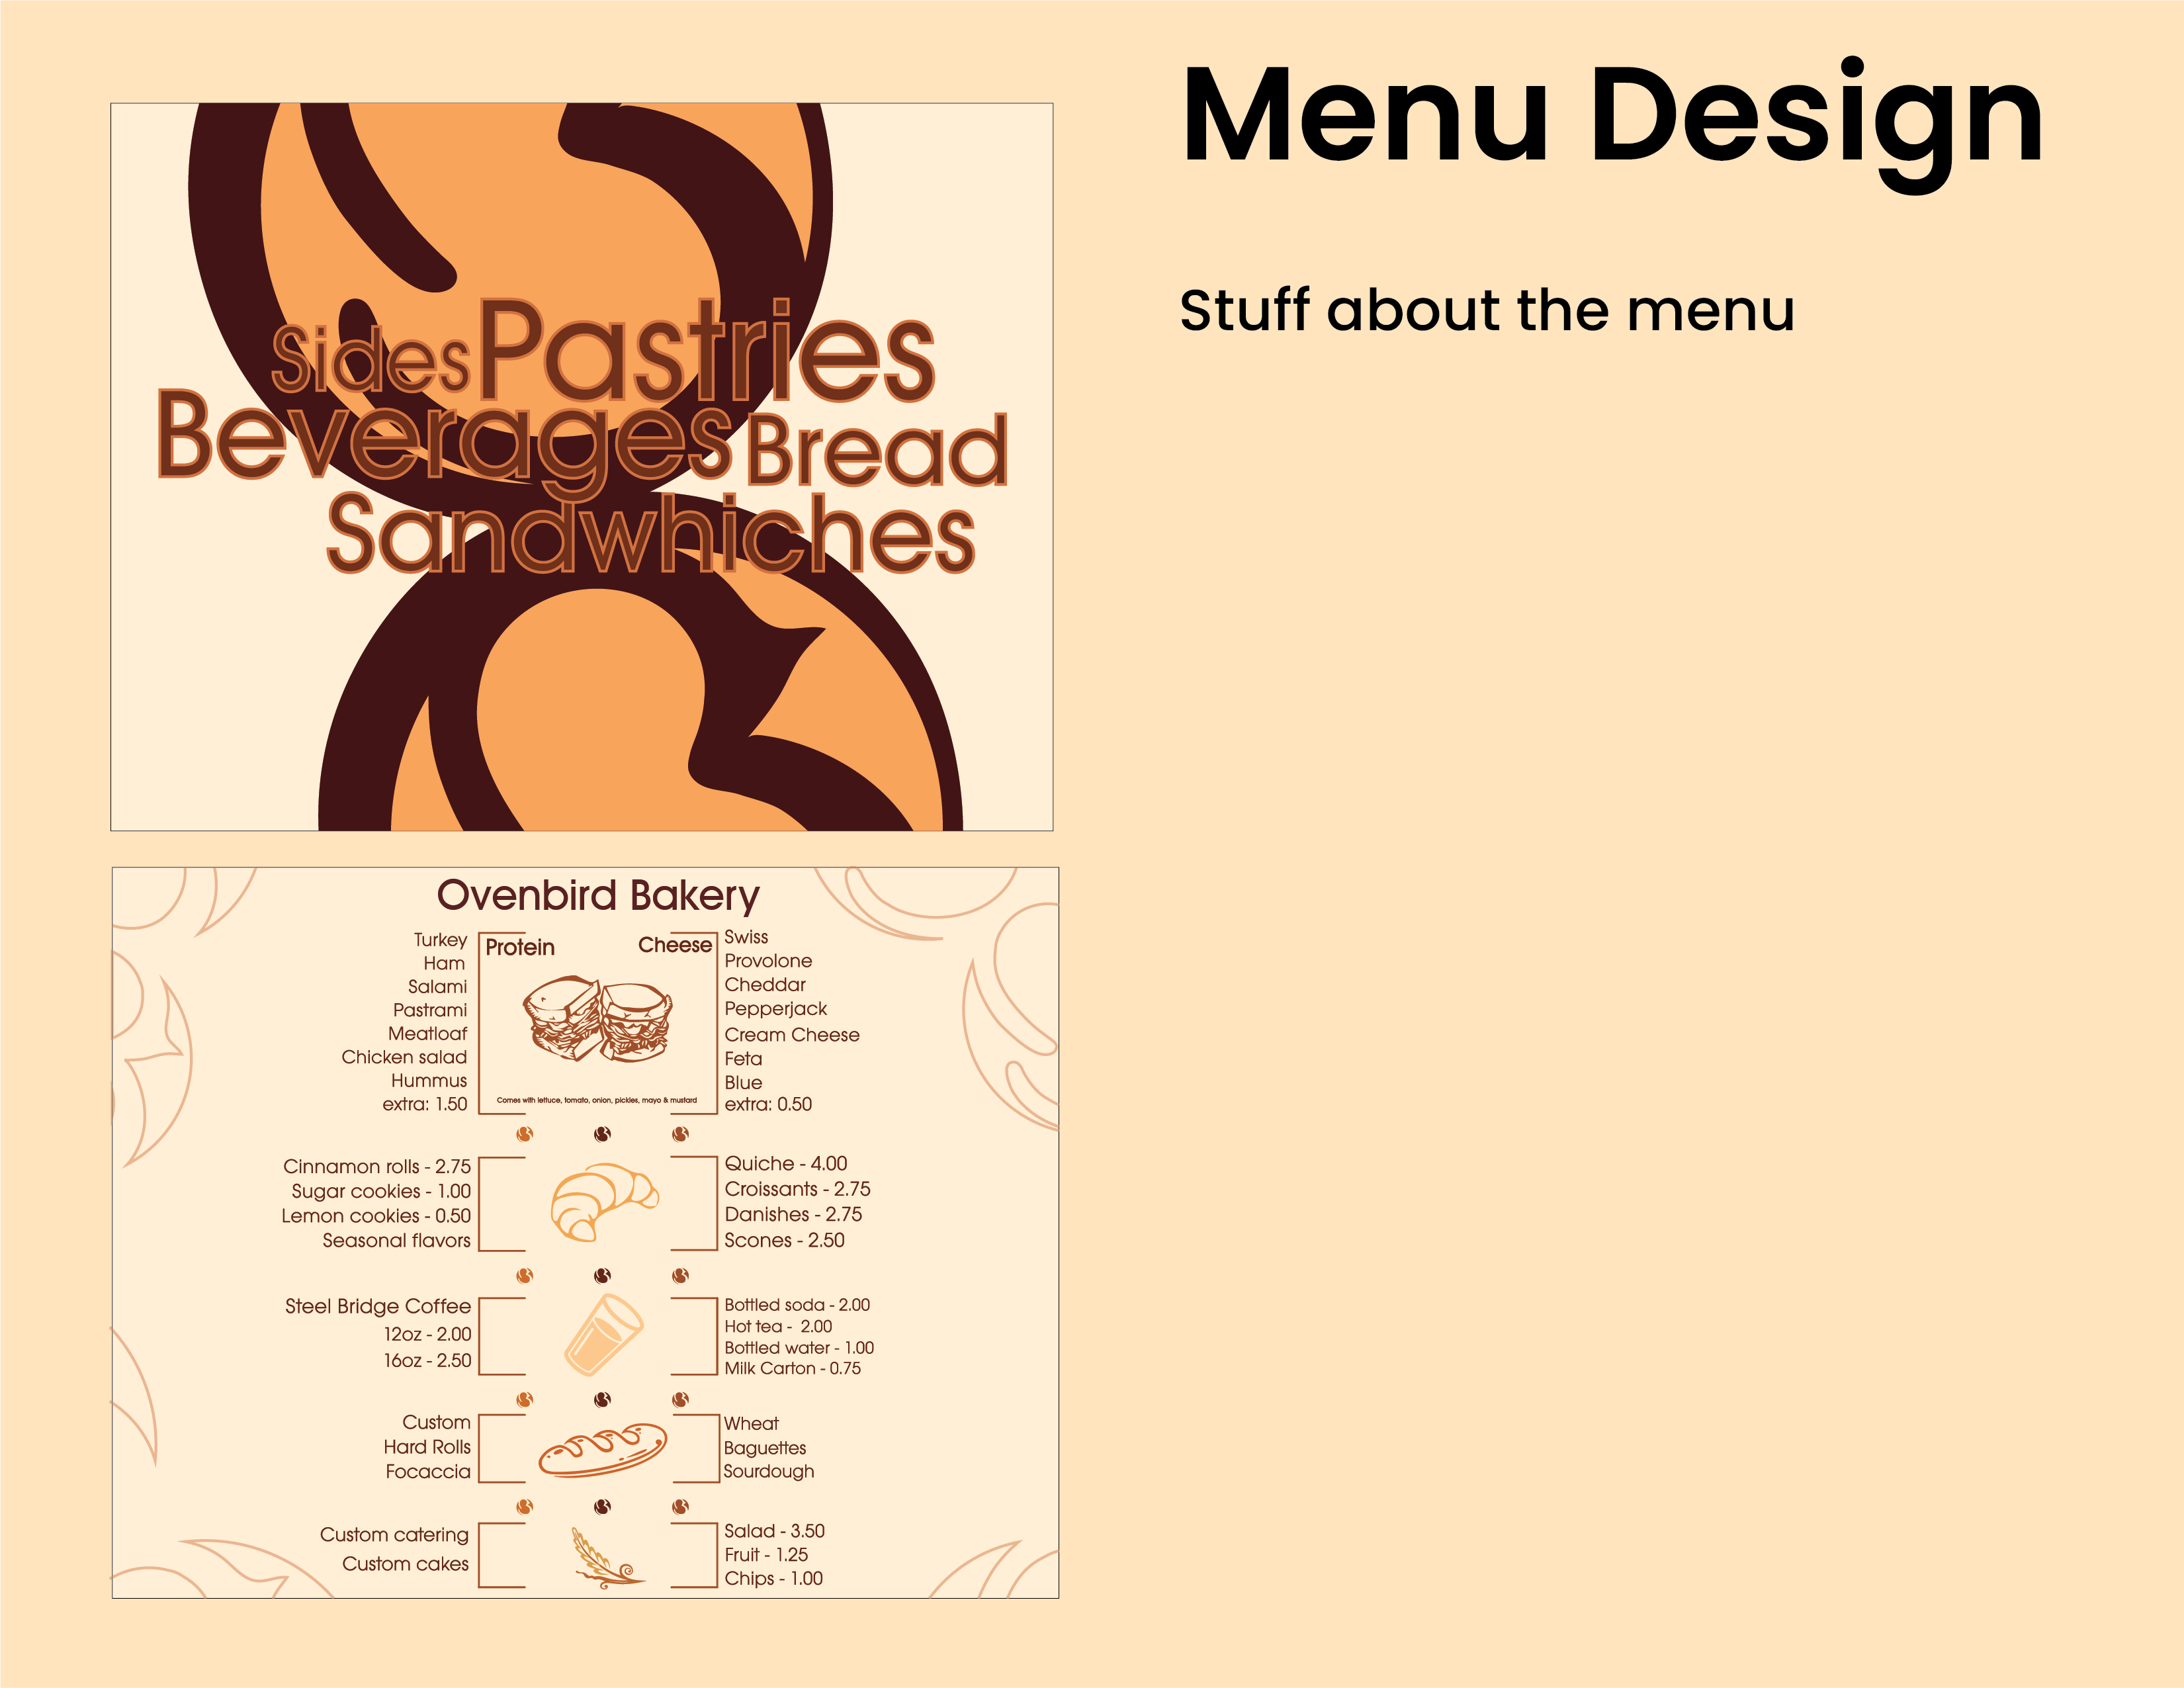 Menu Design
Stuff about the menu
Sides Pastries
Beverages Bread
Sandwhiches
Ovenbird Bakery
Protein
Cheese
Turkey
Ham
Salami
Pastrami
Meatloaf
Chicken salad
Hummus
extra: 1.50
Swiss
Provolone
Cheddar
Pepperjack
Cream Cheese
Feta
Blue
extra: 0.50
Comes with lettuce, tomato, onion, pickles, mayo & mustard
Cinnamon rolls - 2.75
Sugar cookies - 1.00
Lemon cookies - 0.50
Seasonal flavors
Quiche - 4.00
Croissants - 2.75
Danishes - 2.75
Scones - 2.50
Steel Bridge Coffee
12oz - 2.00
16oz - 2.50
Bottled soda - 2.00
Hot tea - 2.00
Bottled water - 1.00
Milk Carton - 0.75
Custom
Hard Rolls
Focaccia
Wheat
Baguettes
Sourdough
Custom catering
Custom cakes
Salad - 3.50
Fruit - 1.25
Chips - 1.00